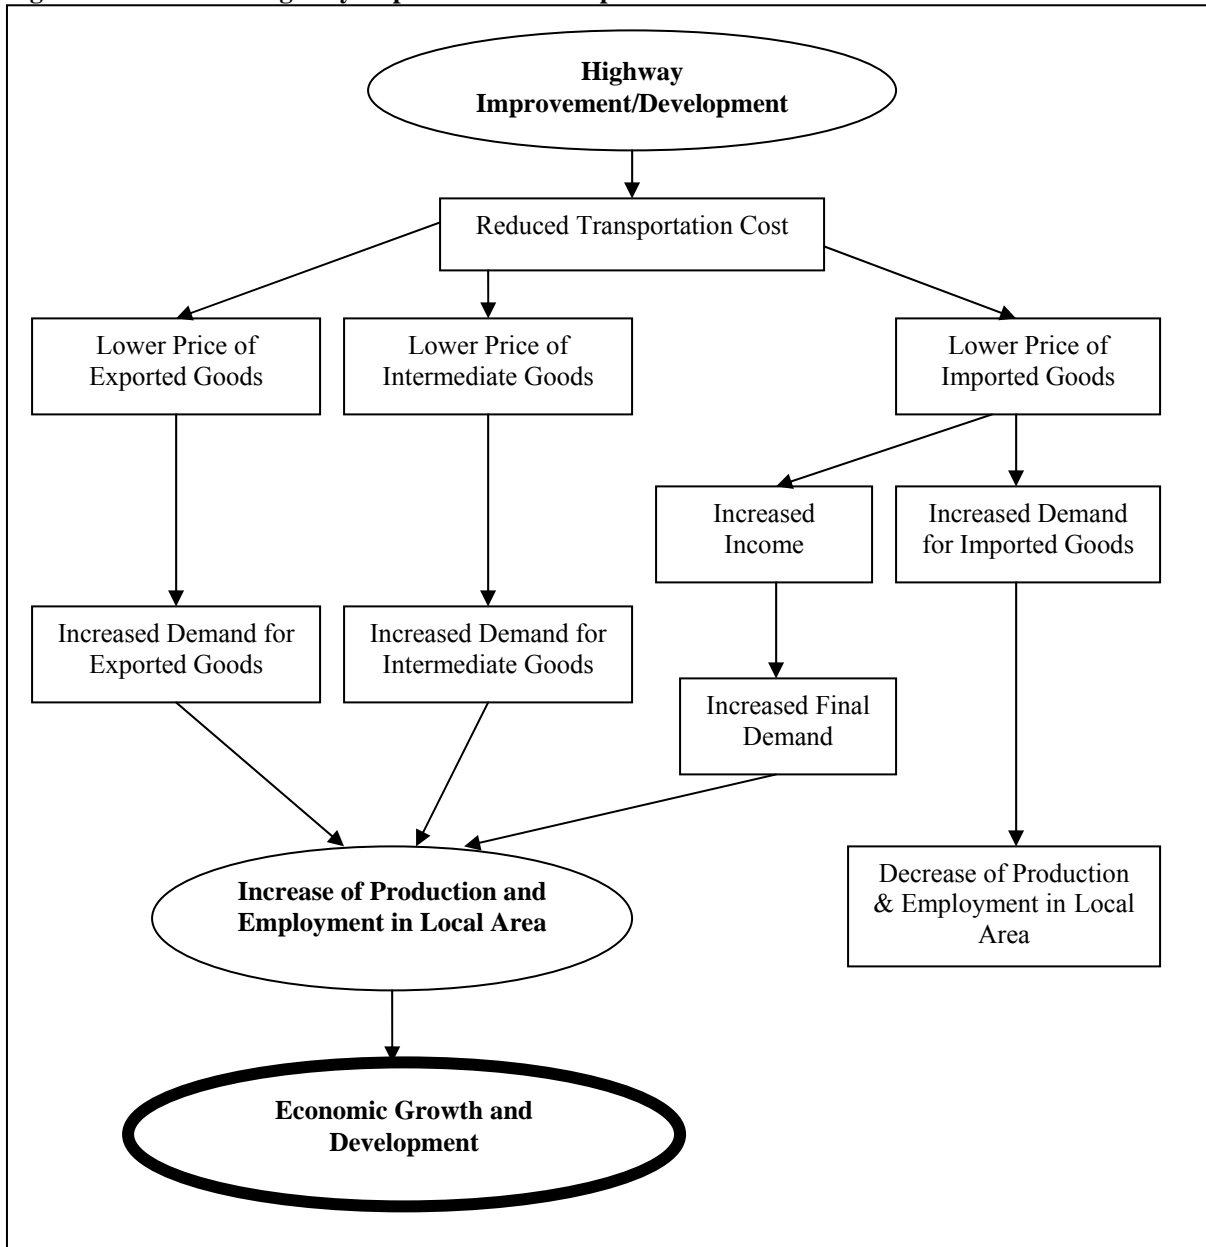 Highway
Improvement/Development
Reduced Transportation Cost
Lower Price of
Exported Goods
Lower Price of
Intermediate Goods
Lower Price of
Imported Goods
Increased
Income
Increased Demand
for Imported Goods
Increased Demand for
Exported Goods
Increased Demand for
Intermediate Goods
Increased Final
Demand
Increase of Production and
Employment in Local Area
Decrease of Production
& Employment in Local
Area
Economic Growth and
Development